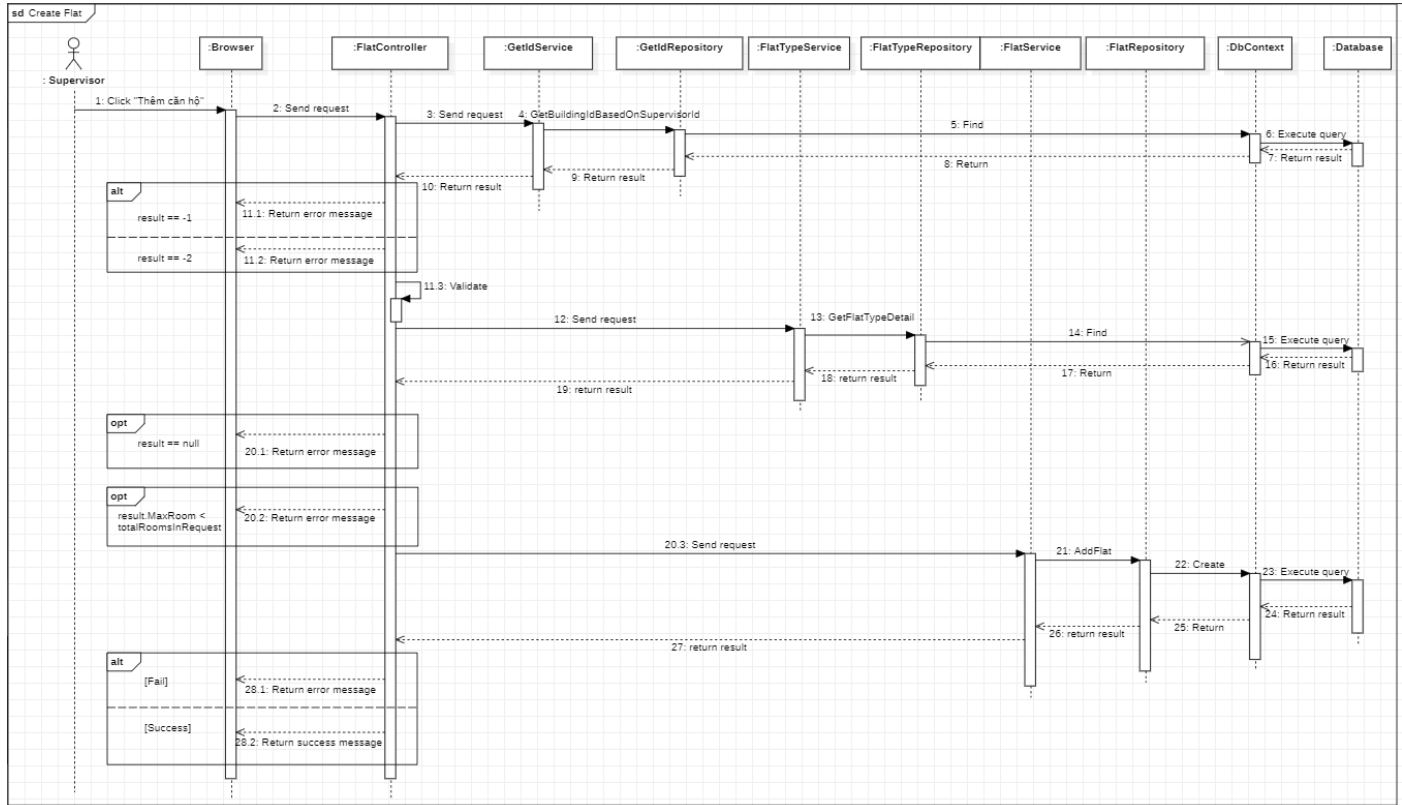 sd Create Flat
:Browser
:FlatController
:GetIdService
:GetIdRepository
:FlatTypeService
:FlatTypeRepository
:FlatService
:FlatRepository
:DbContext
:Database
: Supervisor
1: Click "Thêm căn hộ"
2: Send request
3: Send request
4: GetBuildingIdBasedOnSupervisorId
5: Find
6: Execute query
7: Return result
8: Return
9: Return result
10: Return result
alt
result == -1
11.1: Return error message
result == -2
11.2: Return error message
11.3: Validate
12: Send request
13: GetFlatTypeDetail
14: Find
15: Execute query
16: Return result
17: Return
18: return result
19: return result
opt
result == null
20.1: Return error message
opt
result.MaxRoom <
totalRoomsInRequest
20.2: Return error message
20.3: Send request
21: AddFlat
22: Create
23: Execute query
24: Return result
25: Return
26: return result
27: return result
alt
[Fail]
28.1: Return error message
[Success]
28.2: Return success message